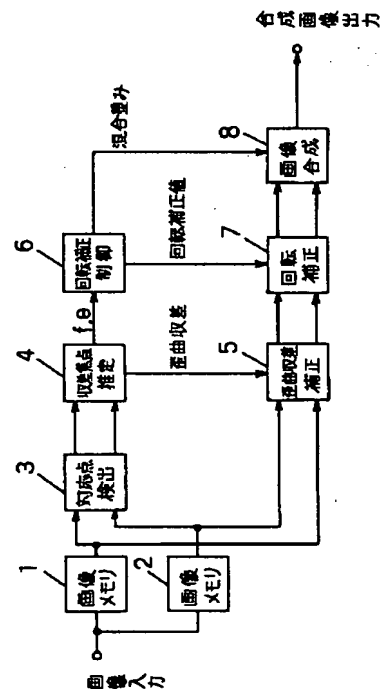 画像入力
1
画像
メモリ
2
画像
メモリ
3
対応点
検出
4
収差焦点
推定
f,θ
歪曲収差
5
歪曲収差
補正
6
回転補正
制御
回転補正値
混合重み
7
回転
補正
8
画像
合成
合成画像出力